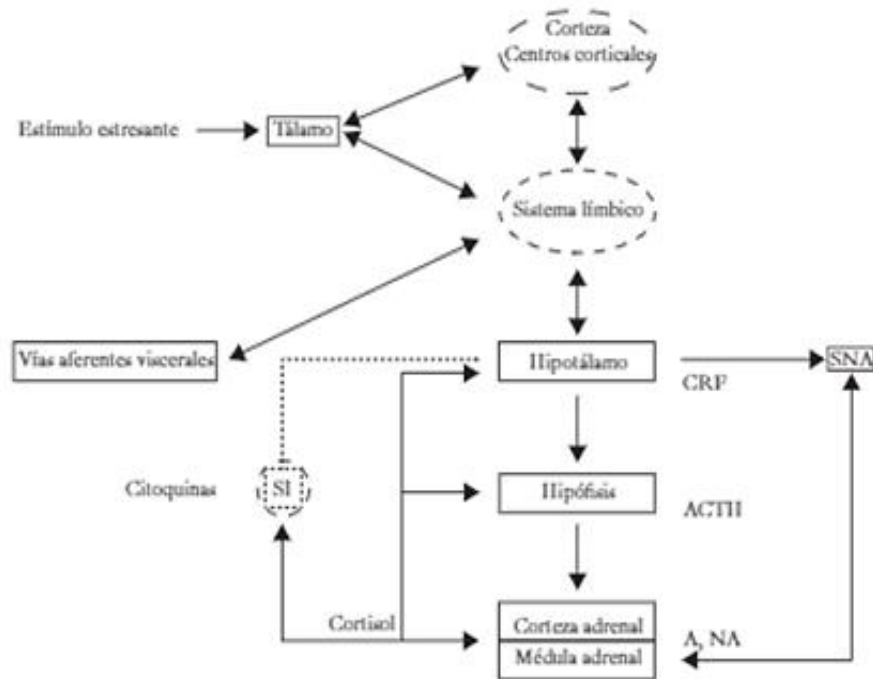 Corteza
Centros corticales
Estímulo estresante
Tálamo
Sistema límbico
Vías aferentes viscerales
Hipotálamo
SNA
CRF
Citoquinas
SI
Hipófisis
ACTH
Cortisol
Corteza adrenal
A, NA
Médula adrenal